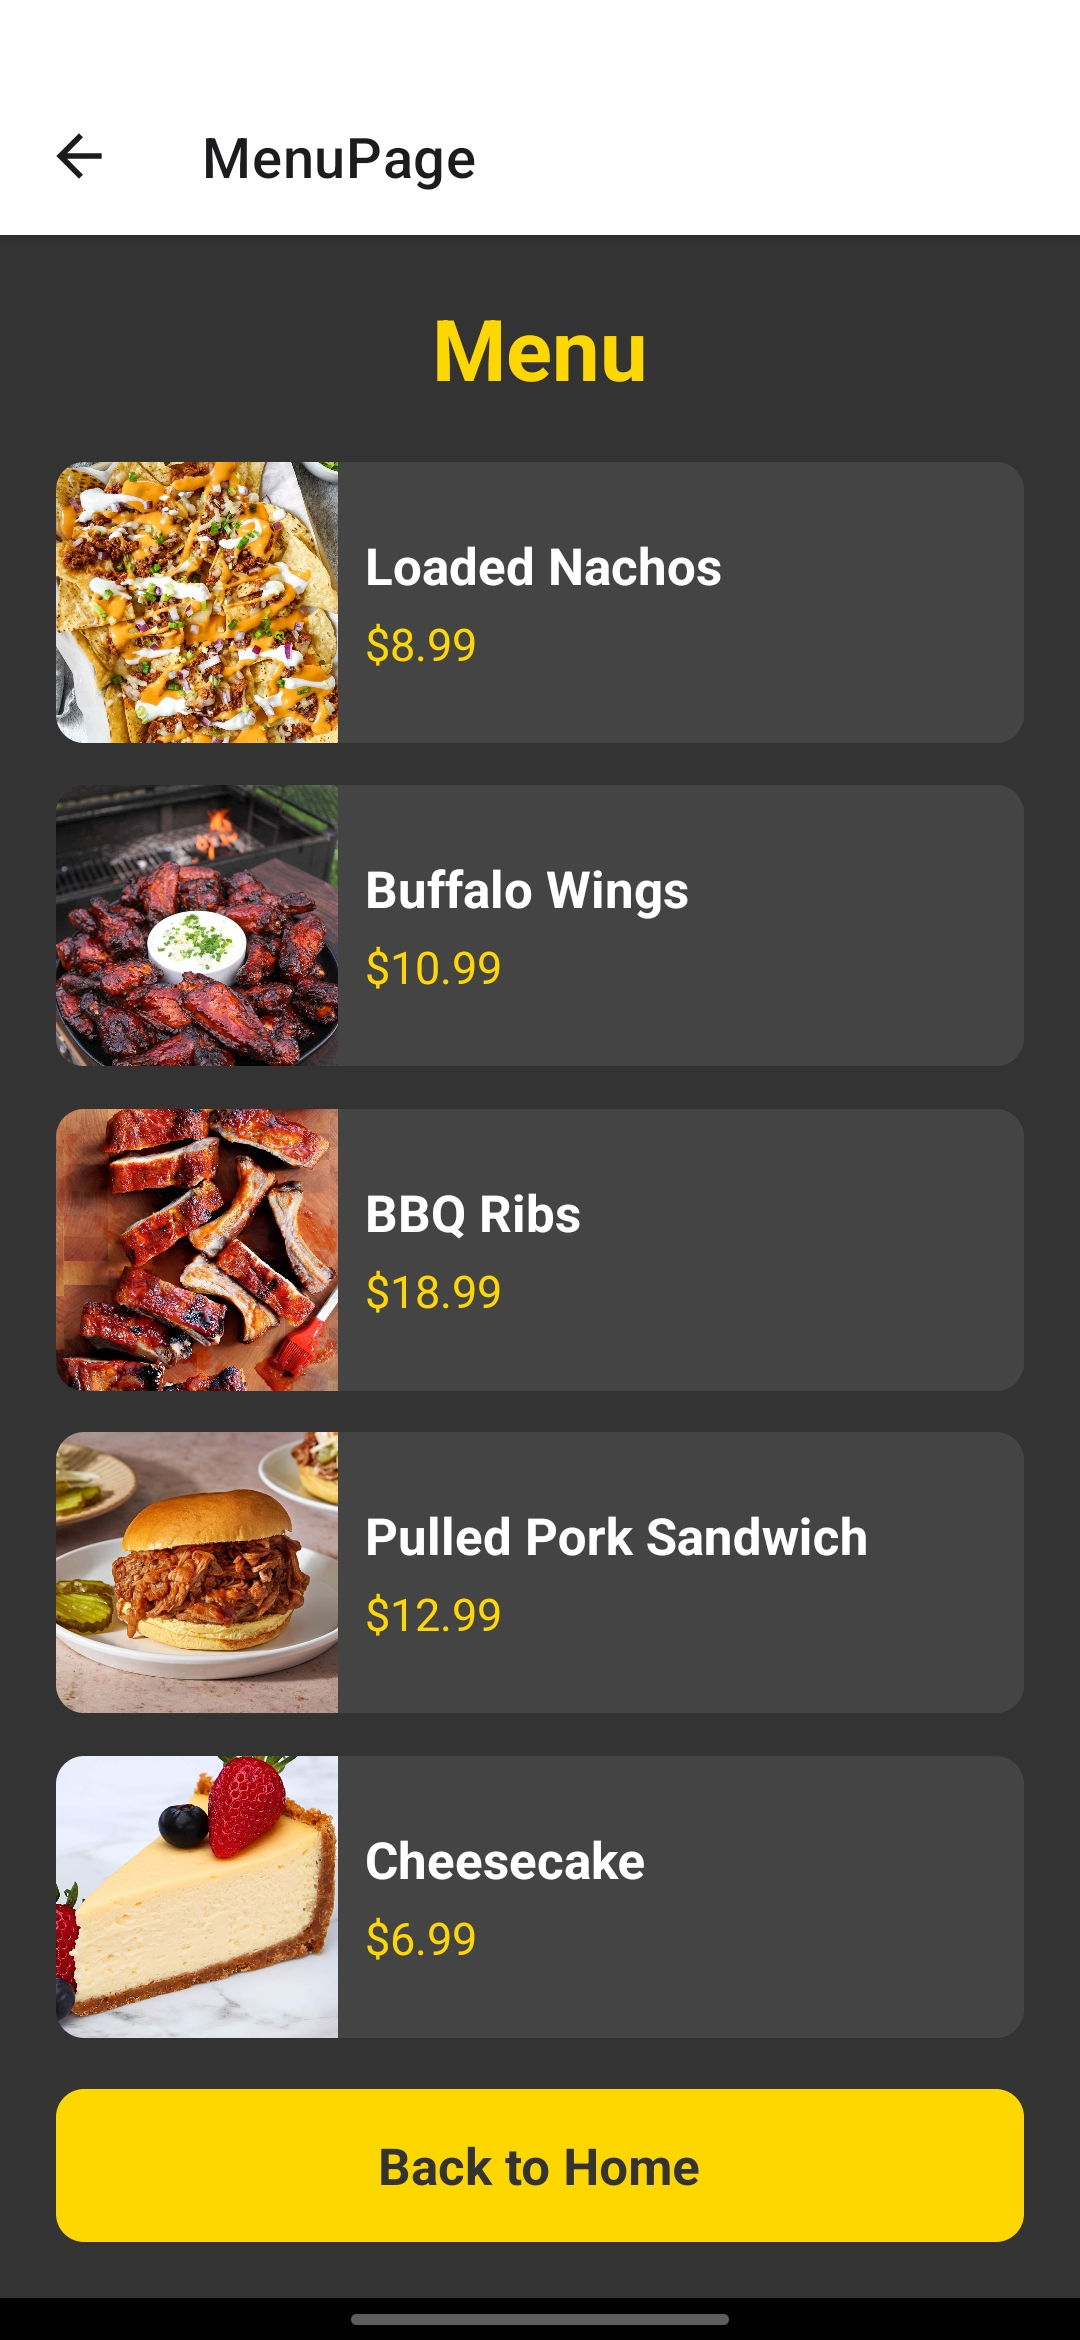 MenuPage
Menu
Loaded Nachos
$8.99
Buffalo Wings
$10.99
BBQ Ribs
$18.99
Pulled Pork Sandwich
$12.99
Cheesecake
$6.99
Back to Home